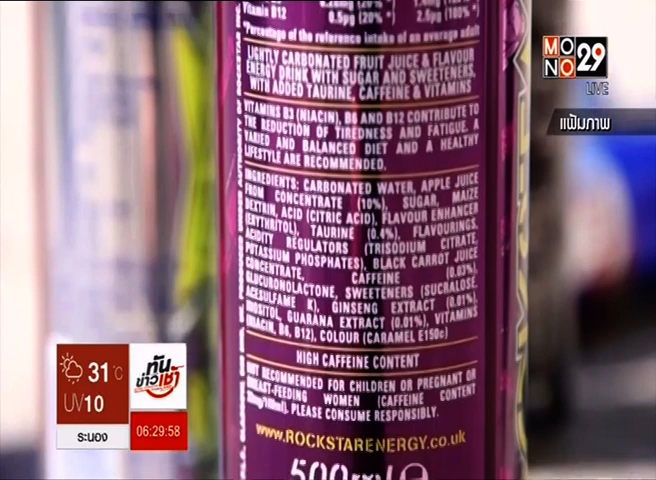 Vitamin B12 0.5µg (20%* 2.5µg (100%*
*Percentage of the reference intake of an average adult
LIGHTLY CARBONATED FRUIT JUICE & FLAVOUR
ENERGY DRINK WITH SUGAR AND SWEETENERS,
WITH ADDED TAURINE, CAFFEINE & VITAMINS
VITAMINS B3 (NIACIN), B6 AND B12 CONTRIBUTE TO
THE REDUCTION OF TIREDNESS AND FATIGUE. A
VARIED AND BALANCED DIET AND A HEALTHY
LIFESTYLE ARE RECOMMENDED.
INGREDIENTS: CARBONATED WATER, APPLE JUICE
FROM CONCENTRATE (10%), SUGAR, MAIZE
DEXTRIN, ACID (CITRIC ACID), FLAVOUR ENHANCER
(ERYTHRITOL), TAURINE (0.4%), FLAVOURINGS,
ACIDITY REGULATORS (TRISODIUM CITRATE,
POTASSIUM PHOSPHATES), BLACK CARROT JUICE
CONCENTRATE, CAFFEINE (0.03%),
GLUCURONOLACTONE, SWEETENERS (SUCRALOSE,
ACESULFAME K), GINSENG EXTRACT (0.01%),
INOSITOL, GUARANA EXTRACT (0.01%), VITAMINS
(NIACIN, B6, B12), COLOUR (CARAMEL E150c)
HIGH CAFFEINE CONTENT
NOT RECOMMENDED FOR CHILDREN OR PREGNANT OR
BREAST-FEEDING WOMEN (CAFFEINE CONTENT
PLEASE CONSUME RESPONSIBLY.
www.ROCKSTARENERGY.co.uk
500ml e
MONO 29
LIVE
แฟ้มภาพ
31°C
UV10
ระนอง
ทันข่าวเช้า
06:29:58